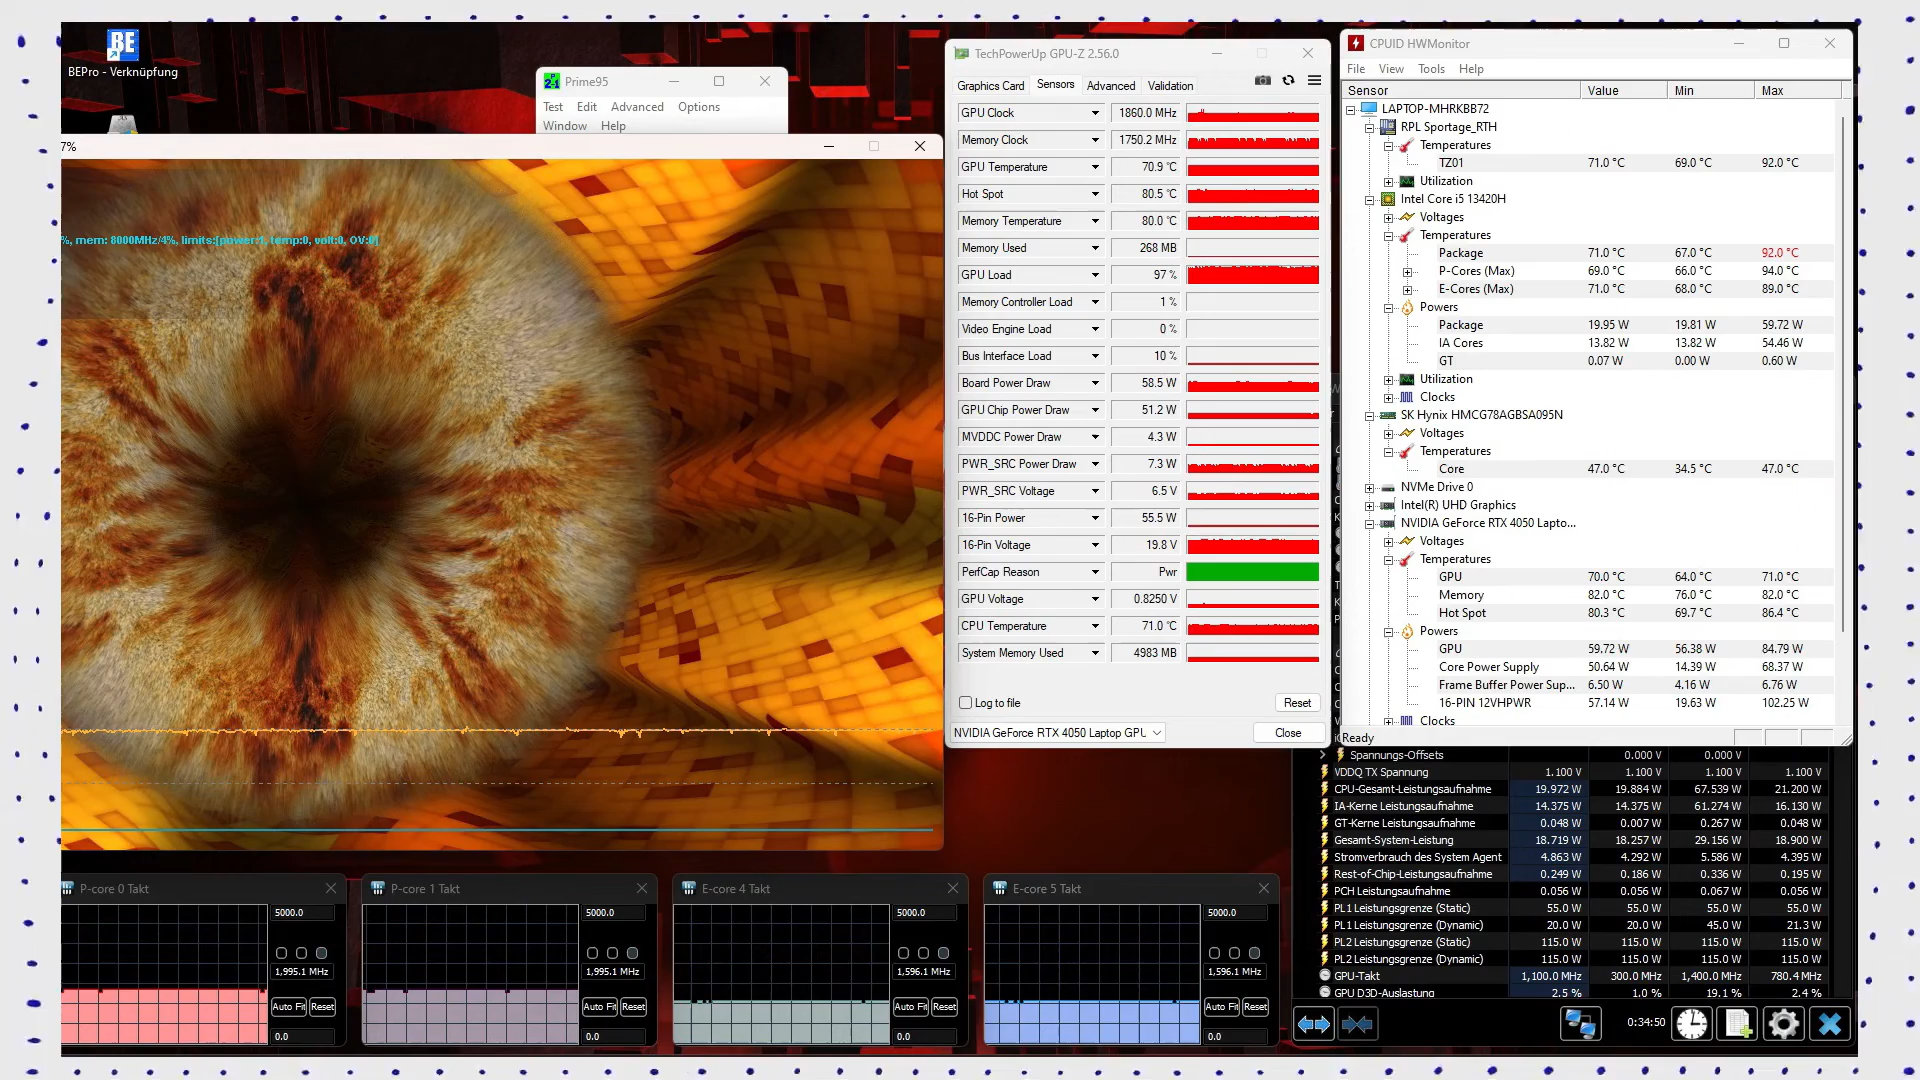 BE
BEPro - Verknüpfung
Prime95
Test Edit Advanced Options
Window Help
7%
%, mem: 8000MHz/4%, limits:[power:1, temp:0, volt:0, OV:0]
TechPowerUp GPU-Z 2.56.0
Graphics Card Sensors Advanced Validation
GPU Clock 1860.0 MHz
Memory Clock 1750.2 MHz
GPU Temperature 70.9 °C
Hot Spot 80.5 °C
Memory Temperature 80.0 °C
Memory Used 268 MB
GPU Load 97 %
Memory Controller Load 1 %
Video Engine Load 0 %
Bus Interface Load 10 %
Board Power Draw 58.5 W
GPU Chip Power Draw 51.2 W
MVDDC Power Draw 4.3 W
PWR_SRC Power Draw 7.3 W
PWR_SRC Voltage 6.5 V
16-Pin Power 55.5 W
16-Pin Voltage 19.8 V
PerfCap Reason Pwr
GPU Voltage 0.8250 V
CPU Temperature 71.0 °C
System Memory Used 4983 MB
Log to file Reset
NVIDIA GeForce RTX 4050 Laptop GPU Close
CPUID HWMonitor
File View Tools Help
Sensor Value Min Max
LAPTOP-MHRKBB72
RPL Sportage_RTH
Temperatures
TZ01 71.0 °C 69.0 °C 92.0 °C
Utilization
Intel Core i5 13420H
Voltages
Temperatures
Package 71.0 °C 67.0 °C 92.0 °C
P-Cores (Max) 69.0 °C 66.0 °C 94.0 °C
E-Cores (Max) 71.0 °C 68.0 °C 89.0 °C
Powers
Package 19.95 W 19.81 W 59.72 W
IA Cores 13.82 W 13.82 W 54.46 W
GT 0.07 W 0.00 W 0.60 W
Utilization
Clocks
SK Hynix HMCG78AGBSA095N
Voltages
Temperatures
Core 47.0 °C 34.5 °C 47.0 °C
NVMe Drive 0
Intel(R) UHD Graphics
NVIDIA GeForce RTX 4050 Lapto...
Voltages
Temperatures
GPU 70.0 °C 64.0 °C 71.0 °C
Memory 82.0 °C 76.0 °C 82.0 °C
Hot Spot 80.3 °C 69.7 °C 86.4 °C
Powers
GPU 59.72 W 56.38 W 84.79 W
Core Power Supply 50.64 W 14.39 W 68.37 W
Frame Buffer Power Sup... 6.50 W 4.16 W 6.76 W
16-PIN 12VHPWR 57.14 W 19.63 W 102.25 W
Clocks
Ready
Spannungs-Offsets 0.000 V 0.000 V
VDDQ TX Spannung 1.100 V 1.100 V 1.100 V 1.100 V
CPU-Gesamt-Leistungsaufnahme 19.972 W 19.884 W 67.539 W 21.200 W
IA-Kerne Leistungsaufnahme 14.375 W 14.375 W 61.274 W 16.130 W
GT-Kerne Leistungsaufnahme 0.048 W 0.007 W 0.267 W 0.048 W
Gesamt-System-Leistung 18.719 W 18.257 W 29.156 W 18.900 W
Stromverbrauch des System Agent 4.863 W 4.292 W 5.586 W 4.395 W
Rest-of-Chip-Leistungsaufnahme 0.249 W 0.186 W 0.336 W 0.195 W
PCH Leistungsaufnahme 0.056 W 0.056 W 0.067 W 0.056 W
PL1 Leistungsgrenze (Static) 55.0 W 55.0 W 55.0 W 55.0 W
PL1 Leistungsgrenze (Dynamic) 20.0 W 20.0 W 45.0 W 21.3 W
PL2 Leistungsgrenze (Static) 115.0 W 115.0 W 115.0 W 115.0 W
PL2 Leistungsgrenze (Dynamic) 115.0 W 115.0 W 115.0 W 115.0 W
GPU-Takt 1,100.0 MHz 300.0 MHz 1,400.0 MHz 780.4 MHz
GPU D3D-Auslastung 2.5 % 1.0 % 19.1 % 2.4 %
0:34:50
P-core 0 Takt
5000.0
1,995.1 MHz
Auto Fit Reset
0.0
P-core 1 Takt
5000.0
1,995.1 MHz
Auto Fit Reset
0.0
E-core 4 Takt
5000.0
1,596.1 MHz
Auto Fit Reset
0.0
E-core 5 Takt
5000.0
1,596.1 MHz
Auto Fit Reset
0.0